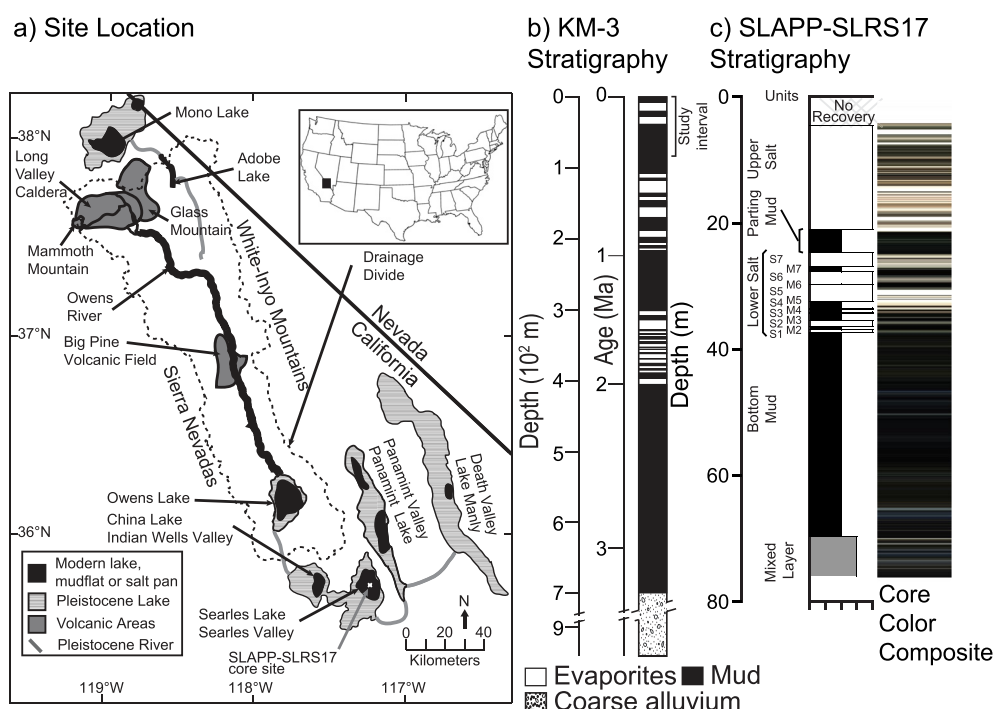 a) Site Location
38°N
37°N
36°N
119°W
118°W
117°W
Mono Lake
Long
Valley
Caldera
Adobe
Lake
Glass
Mountain
Mammoth
Mountain
Owens
River
White-Inyo Mountains
Drainage
Divide
Nevada
California
Big Pine
Volcanic Field
Sierra Nevadas
Owens Lake
China Lake
Indian Wells Valley
Panamint Valley
Panamint Lake
Death Valley
Lake Manly
Searles Lake
Searles Valley
SLAPP-SLRS17
core site
Modern lake,
mudflat or salt pan
Pleistocene Lake
Volcanic Areas
Pleistocene River
N
0 20 40
Kilometers
b) KM-3
Stratigraphy
Depth (10² m)
0
1
2
3
4
5
6
7
9
Age (Ma)
0
1
2
3
Study
interval
Evaporites
Mud
Coarse alluvium
c) SLAPP-SLRS17
Stratigraphy
Depth (m)
0
20
40
60
80
Units
No
Recovery
Upper
Salt
Parting
Mud
Lower Salt
S7
M7
S6
M6
S5
M5
S4
M4
S3
M3
S2
M2
S1
Bottom
Mud
Mixed
Layer
Core
Color
Composite